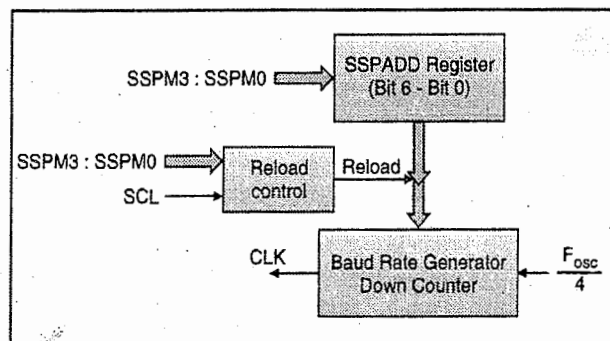 SSPADD Register
(Bit 6 - Bit 0)
SSPM3 : SSPM0
SSPM3 : SSPM0
SCL
Reload
control
Reload
CLK
Baud Rate Generator
Down Counter
Fosc
4